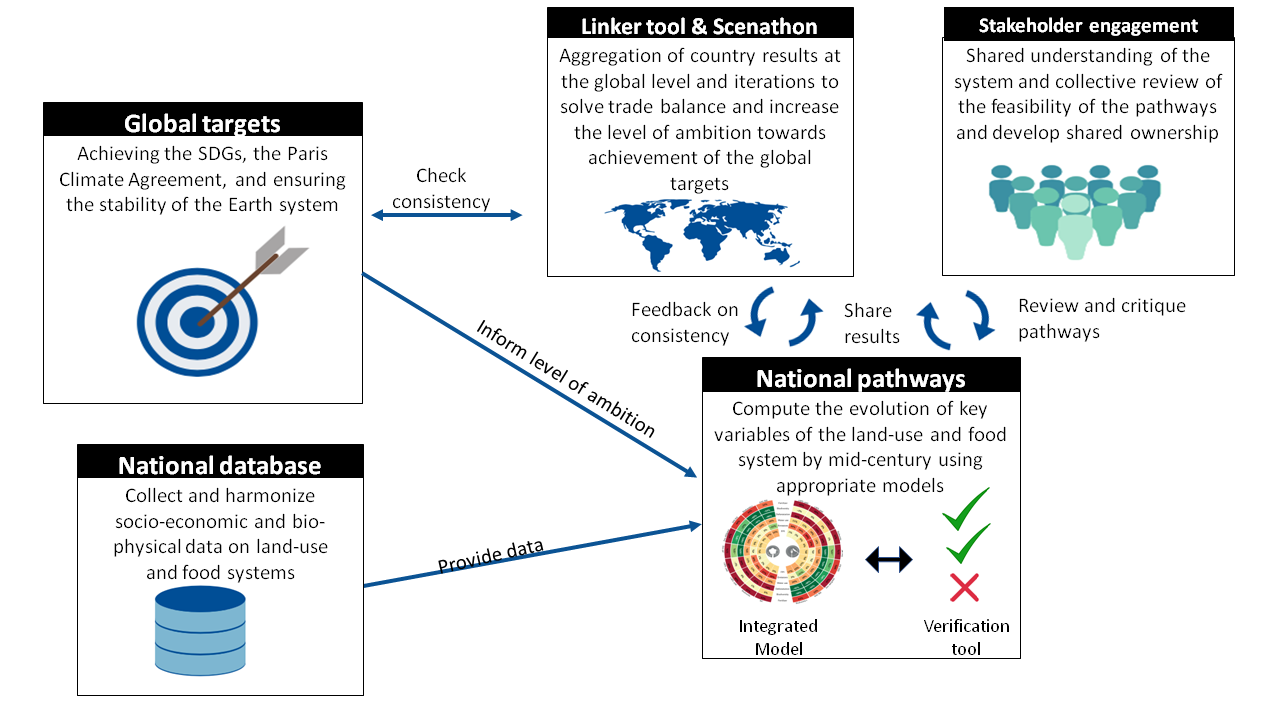 Linker tool & Scenathon
Aggregation of country results at
the global level and iterations to
solve trade balance and increase
the level of ambition towards
achievement of the global
targets
Stakeholder engagement
Shared understanding of the
system and collective review of
the feasibility of the pathways
and develop shared ownership
Global targets
Achieving the SDGs, the Paris
Climate Agreement, and ensuring
the stability of the Earth system
Check
consistency
Feedback on
consistency
Share
results
Review and critique
pathways
Inform level of ambition
National pathways
Compute the evolution of key
variables of the land-use and food
system by mid-century using
appropriate models
Integrated
Model
Verification
tool
National database
Collect and harmonize
socio-economic and bio-
physical data on land-use
and food systems
Provide data